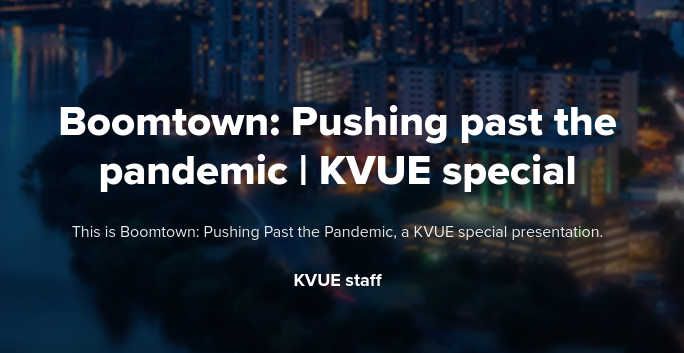 Boomtown: Pushing past the
pandemic | KVUE special
This is Boomtown: Pushing Past the Pandemic, a KVUE special presentation.
KVUE staff